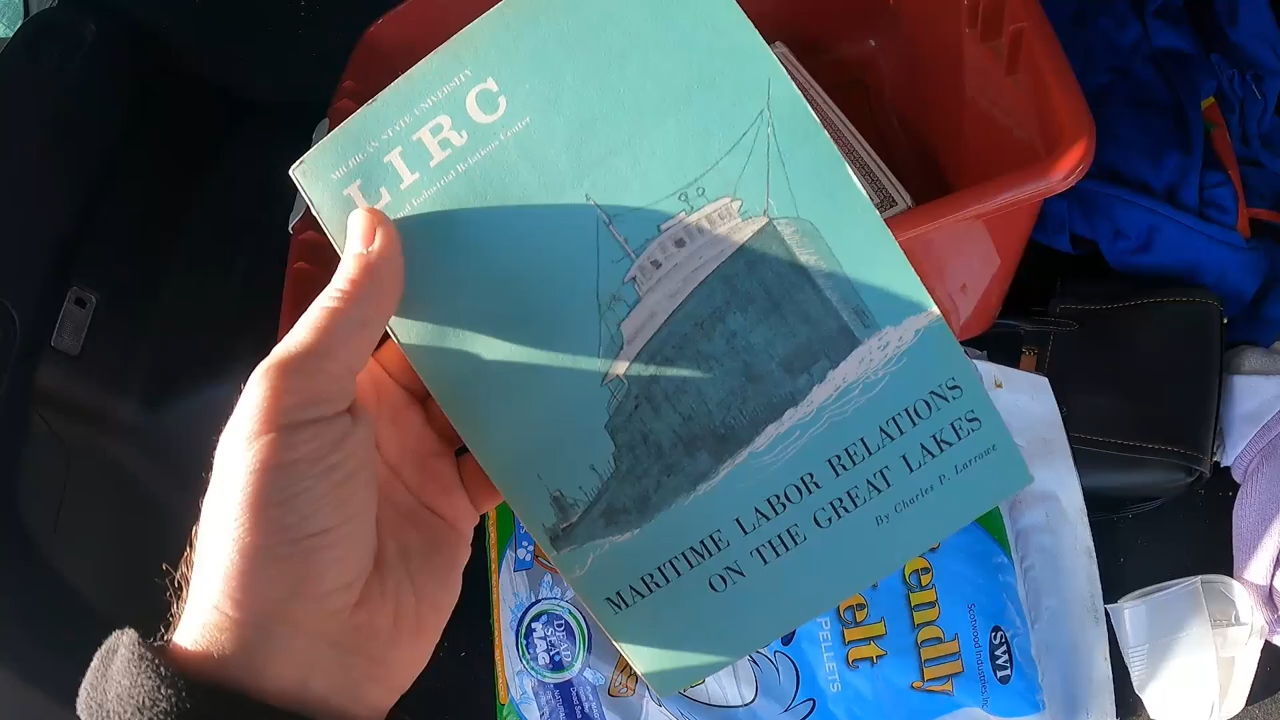 MICHIGAN STATE UNIVERSITY
LIRC
and Industrial Relations Center
MARITIME LABOR RELATIONS
ON THE GREAT LAKES
By Charles P. Larrowe
DEAD
SEA
MAG
endly
elt
PELLETS
SWI
Scotwood Industries, Inc